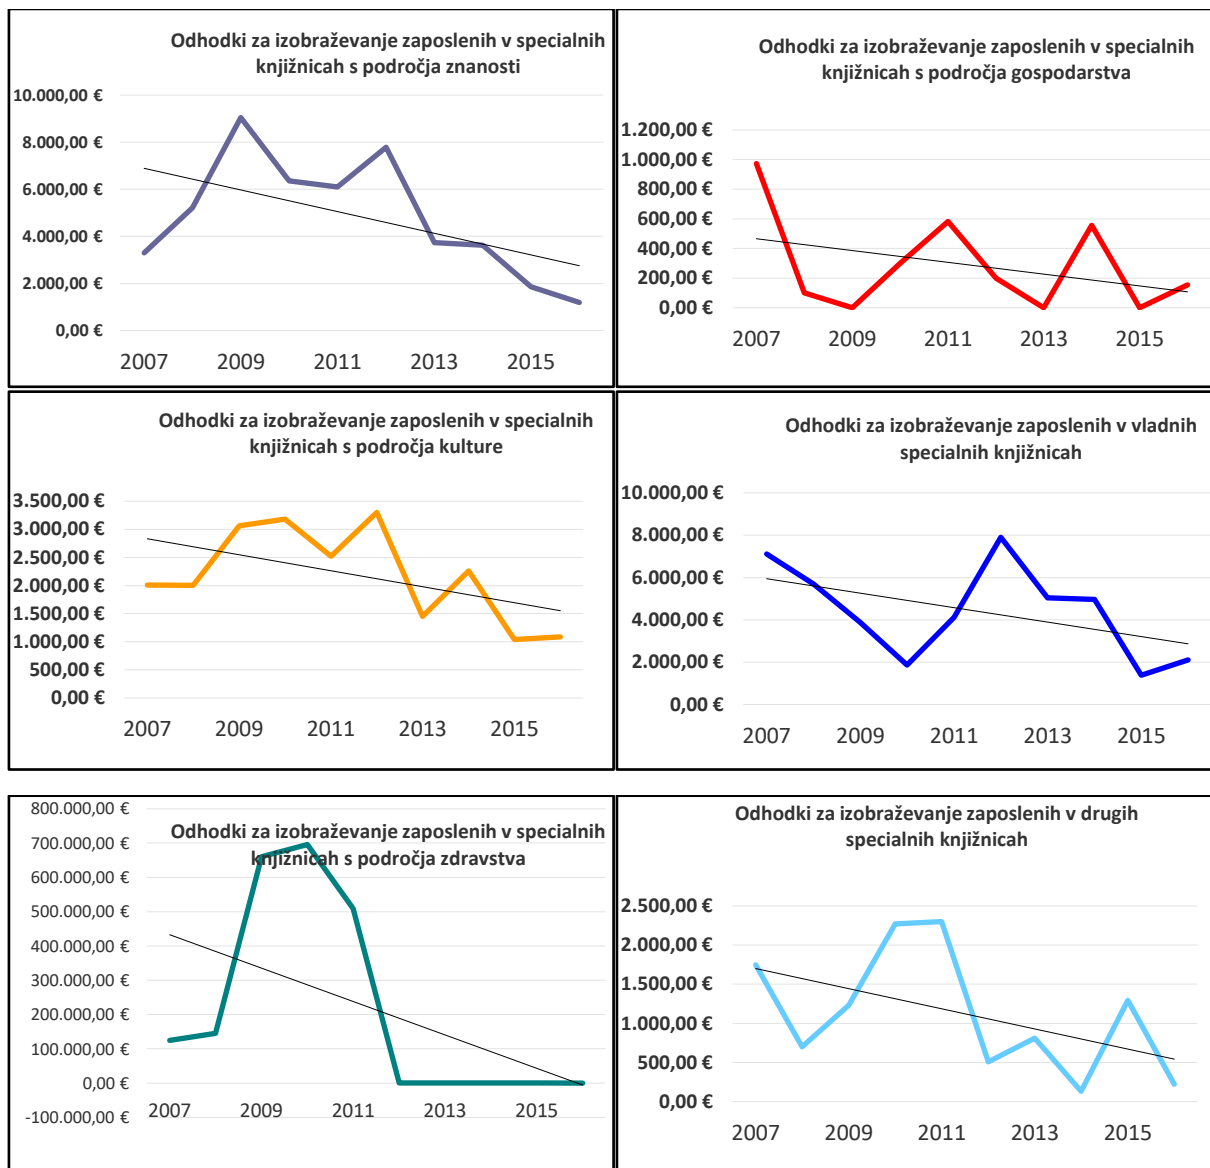 Odhodki za izobraževanje zaposlenih v specialnih
knjižnicah s področja znanosti
10.000,00 €
8.000,00 €
6.000,00 €
4.000,00 €
2.000,00 €
0,00 €
2007 2009 2011 2013 2015
Odhodki za izobraževanje zaposlenih v specialnih
knjižnicah s področja gospodarstva
1.200,00 €
1.000,00 €
800,00 €
600,00 €
400,00 €
200,00 €
0,00 €
2007 2009 2011 2013 2015
Odhodki za izobraževanje zaposlenih v specialnih
knjižnicah s področja kulture
3.500,00 €
3.000,00 €
2.500,00 €
2.000,00 €
1.500,00 €
1.000,00 €
500,00 €
0,00 €
2007 2009 2011 2013 2015
Odhodki za izobraževanje zaposlenih v vladnih
specialnih knjižnicah
10.000,00 €
8.000,00 €
6.000,00 €
4.000,00 €
2.000,00 €
0,00 €
2007 2009 2011 2013 2015
Odhodki za izobraževanje zaposlenih v specialnih
knjižnicah s področja zdravstva
800.000,00 €
700.000,00 €
600.000,00 €
500.000,00 €
400.000,00 €
300.000,00 €
200.000,00 €
100.000,00 €
0,00 €
-100.000,00 €
2007 2009 2011 2013 2015
Odhodki za izobraževanje zaposlenih v drugih
specialnih knjižnicah
2.500,00 €
2.000,00 €
1.500,00 €
1.000,00 €
500,00 €
0,00 €
2007 2009 2011 2013 2015